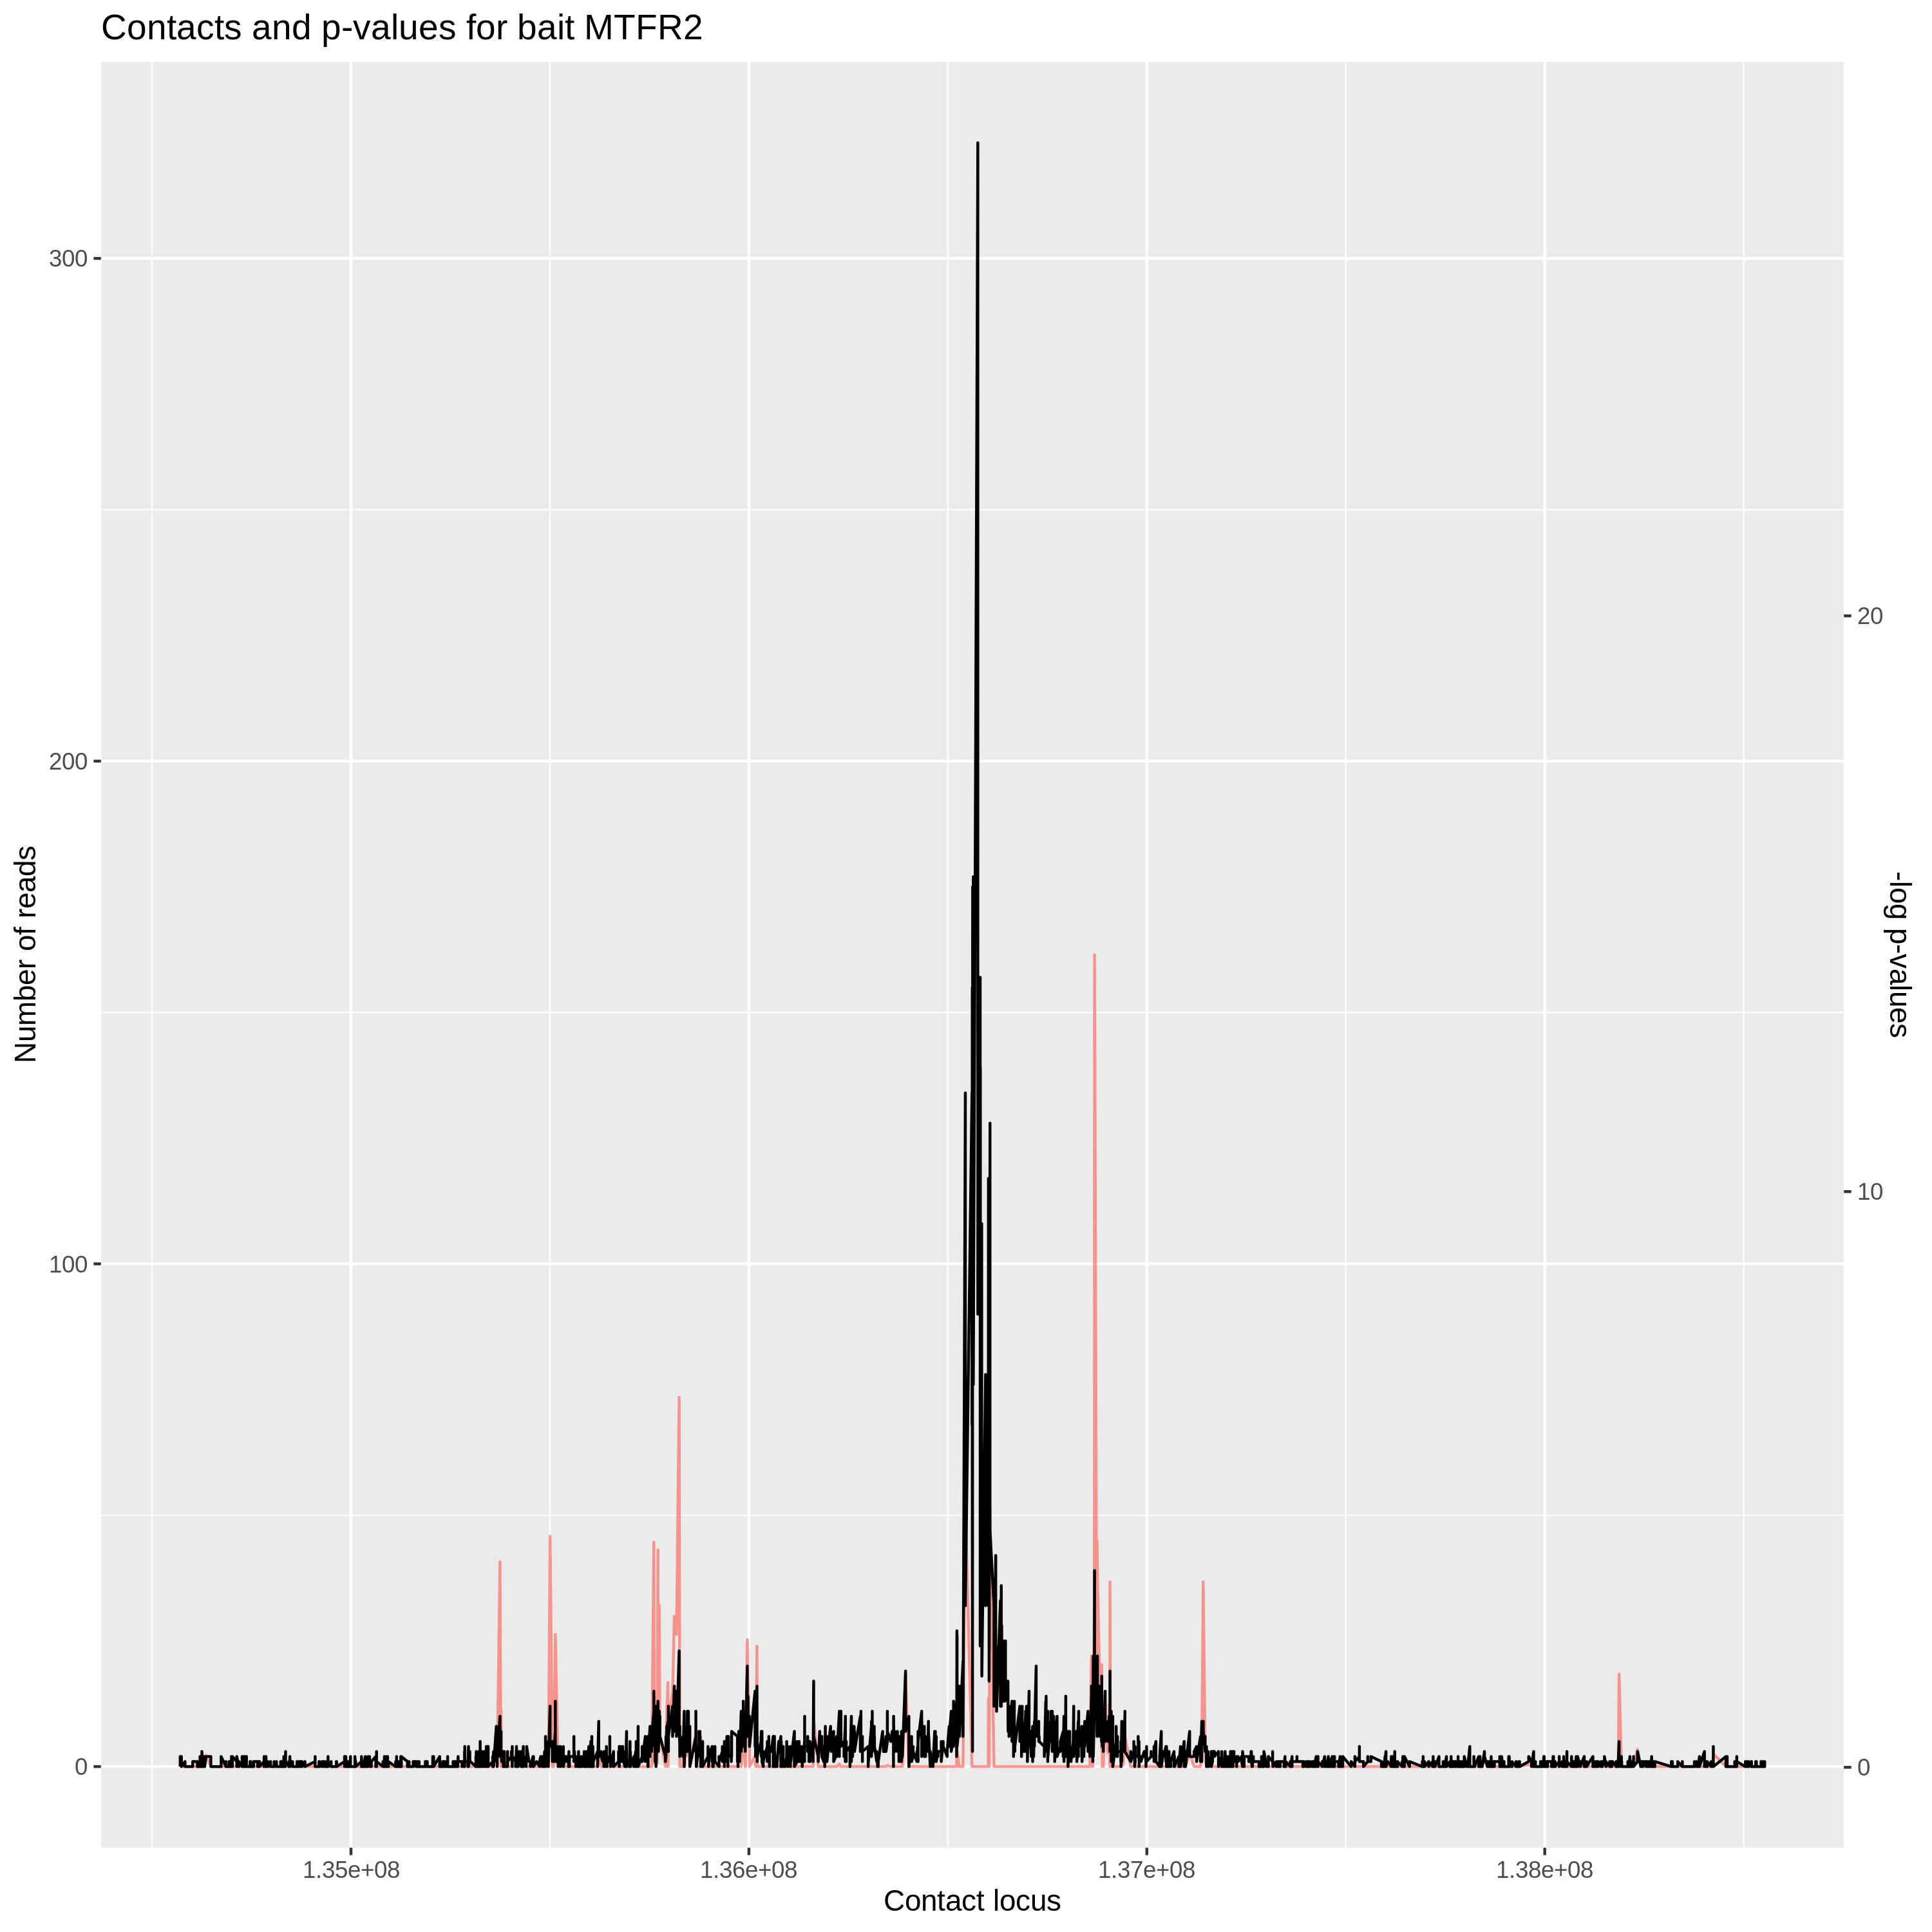 Contacts and p-values for bait MTFR2
300
200
100
0
20
10
0
Number of reads
-log p-values
1.35e+08
1.36e+08
1.37e+08
1.38e+08
Contact locus